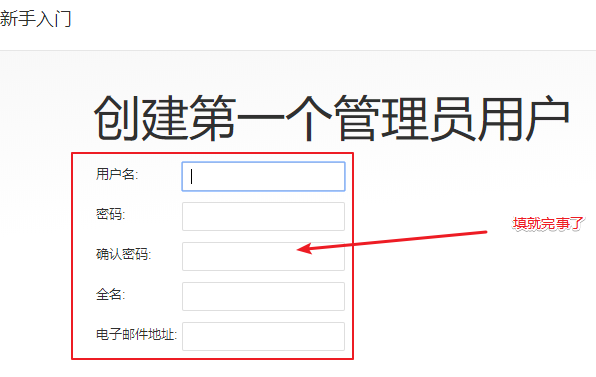 新手入门
创建第一个管理员用户
用户名:
密码:
填就完事了
确认密码:
全名:
电子邮件地址: